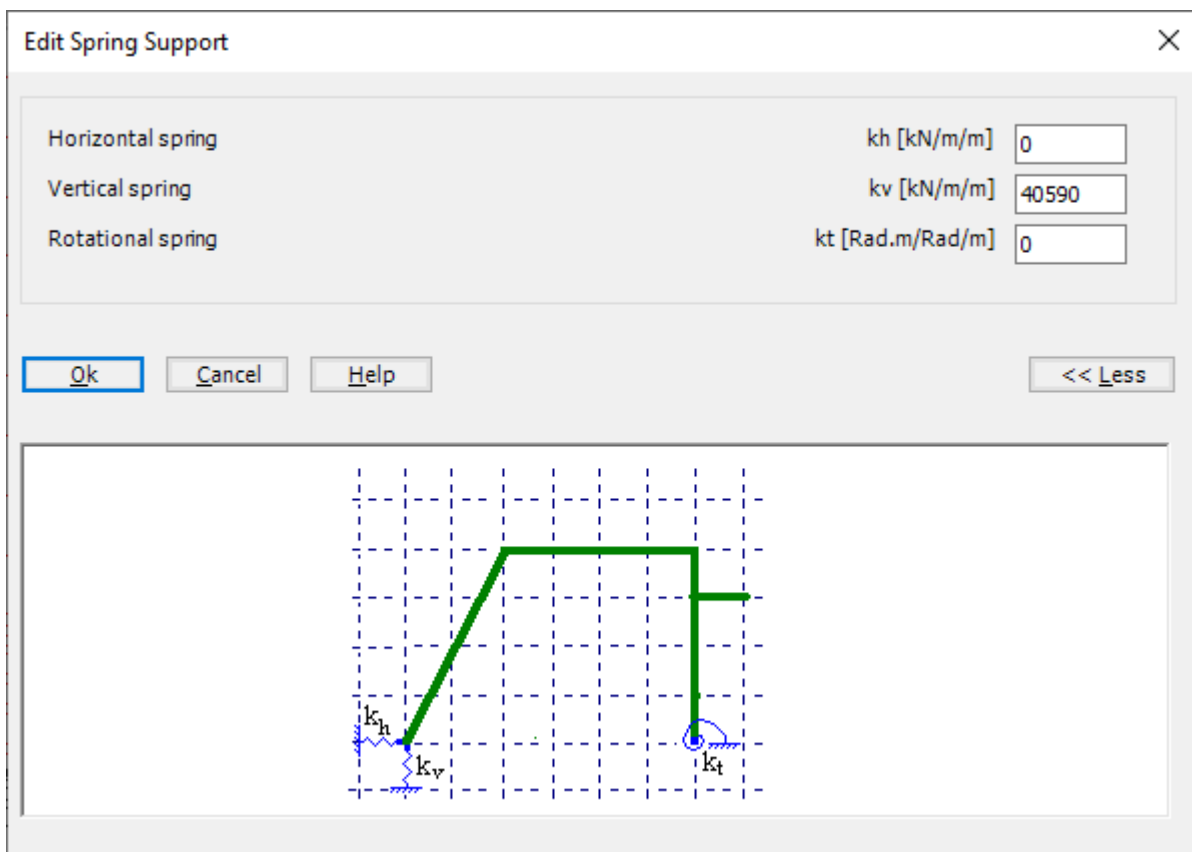 Edit Spring Support
Horizontal spring kh [kN/m/m] 0
Vertical spring kv [kN/m/m] 40590
Rotational spring kt [Rad.m/Rad/m] 0
Ok Cancel Help << Less
kh
kv kt